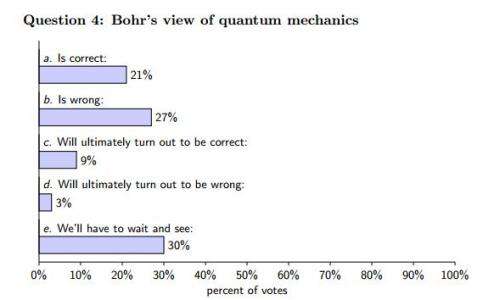 Question 4: Bohr's view of quantum mechanics
a. Is correct:
21%
b. Is wrong:
27%
c. Will ultimately turn out to be correct:
9%
d. Will ultimately turn out to be wrong:
3%
e. We'll have to wait and see:
30%
0% 10% 20% 30% 40% 50% 60% 70% 80% 90% 100%
percent of votes